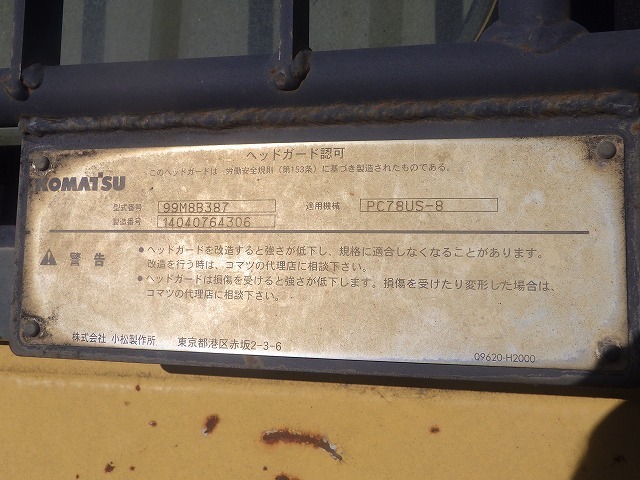 ヘッドガード認可
このヘッドガードは 労働安全規則(第153条)に基づき製造されたものである。
KOMATSU
型式番号 99M8B387 適用機械 PC78US-8
製造番号 14040764306
警告
●ヘッドガードを改造すると強さが低下し、規格に適合しなくなることがあります。
改造を行う時は、コマツの代理店に相談下さい。
●ヘッドガードは損傷を受けると強さが低下します。損傷を受けたり変形した場合は、
コマツの代理店に相談下さい。
株式会社 小松製作所 東京都港区赤坂2-3-6
09620-H2000